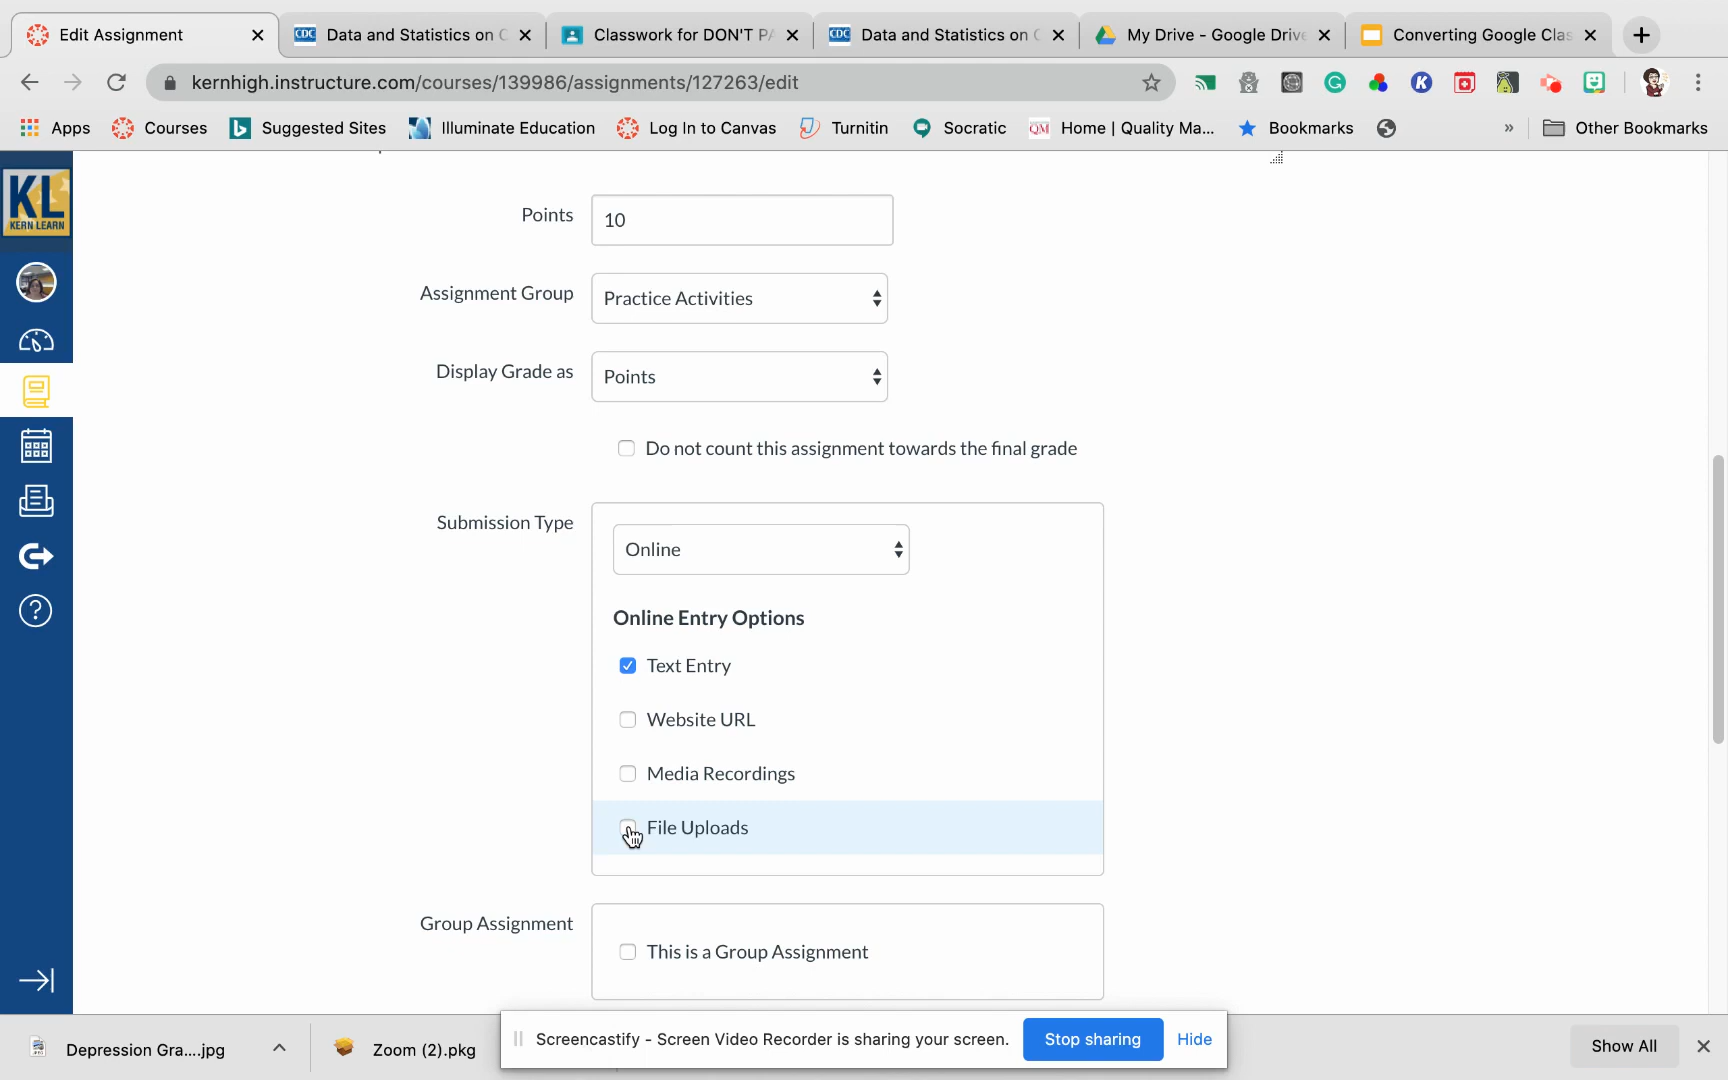 Edit Assignment
Data and Statistics on C
Classwork for DON'T PA
Data and Statistics on C
My Drive - Google Drive
Converting Google Clas
kernhigh.instructure.com/courses/139986/assignments/127263/edit
Apps
Courses
Suggested Sites
Illuminate Education
Log In to Canvas
Turnitin
Socratic
Home | Quality Ma...
Bookmarks
»
Other Bookmarks
KL
KERN LEARN
Points
10
Assignment Group
Practice Activities
Display Grade as
Points
Do not count this assignment towards the final grade
Submission Type
Online
Online Entry Options
Text Entry
Website URL
Media Recordings
File Uploads
Group Assignment
This is a Group Assignment
Depression Gra....jpg
Zoom (2).pkg
Screencastify - Screen Video Recorder is sharing your screen.
Stop sharing
Hide
Show All